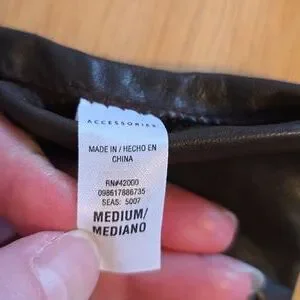 ACCESSORIES
MADE IN / HECHO EN
CHINA
RN#42000
098617886735
SEAS: 5007
MEDIUM/
MEDIANO